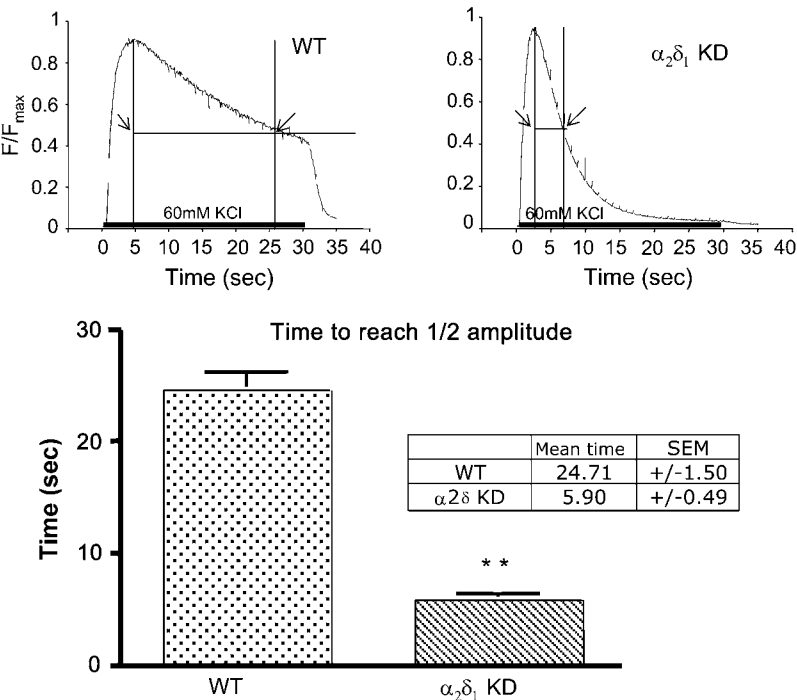 WT
α₂δ₁ KD
F/Fmax
1
0.8
0.6
0.4
0.2
0
60mM KCl
0 5 10 15 20 25 30 35 40
Time (sec)
1
0.8
0.6
0.4
0.2
0
60mM KCl
0 5 10 15 20 25 30 35 40
Time (sec)
Time to reach 1/2 amplitude
Time (sec)
30
20
10
0
Mean time SEM
WT 24.71 +/-1.50
α2δ KD 5.90 +/-0.49
* *
WT α₂δ₁ KD